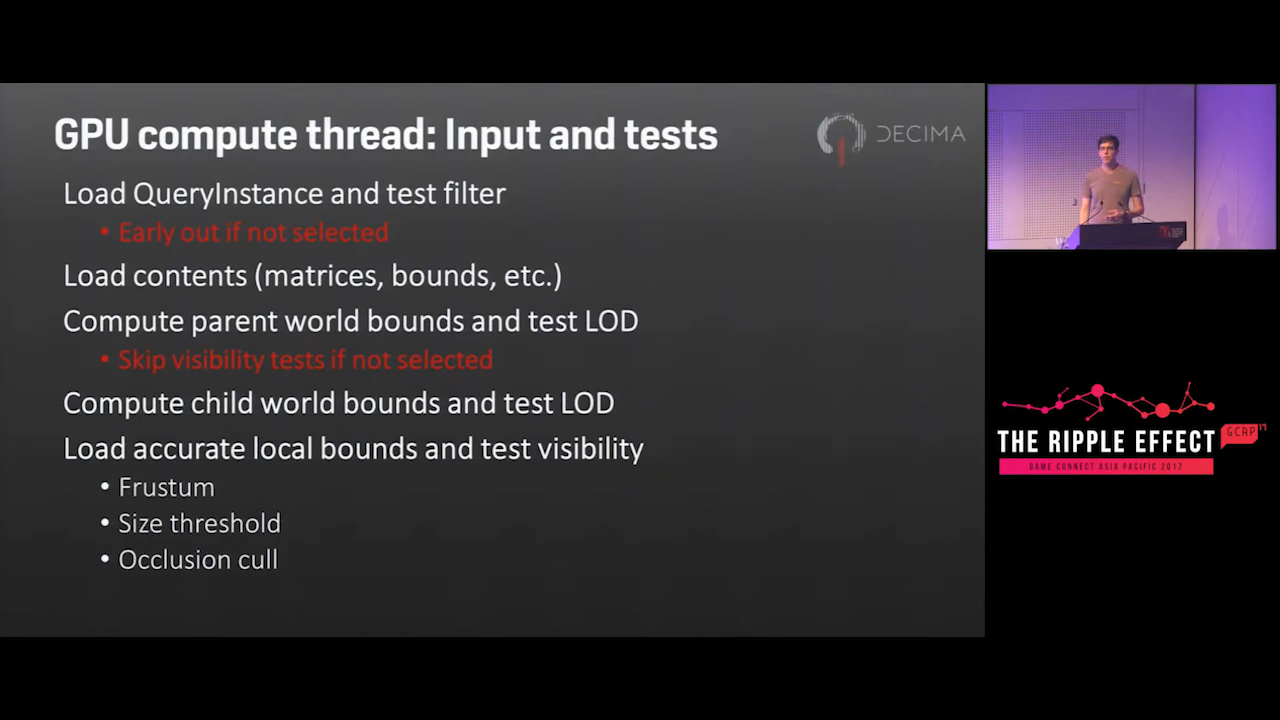 GPU compute thread: Input and tests
DECIMA
Load QueryInstance and test filter
• Early out if not selected
Load contents (matrices, bounds, etc.)
Compute parent world bounds and test LOD
• Skip visibility tests if not selected
Compute child world bounds and test LOD
Load accurate local bounds and test visibility
• Frustum
• Size threshold
• Occlusion cull
THE RIPPLE EFFECT
GCAP 17
GAME CONNECT ASIA PACIFIC 2017